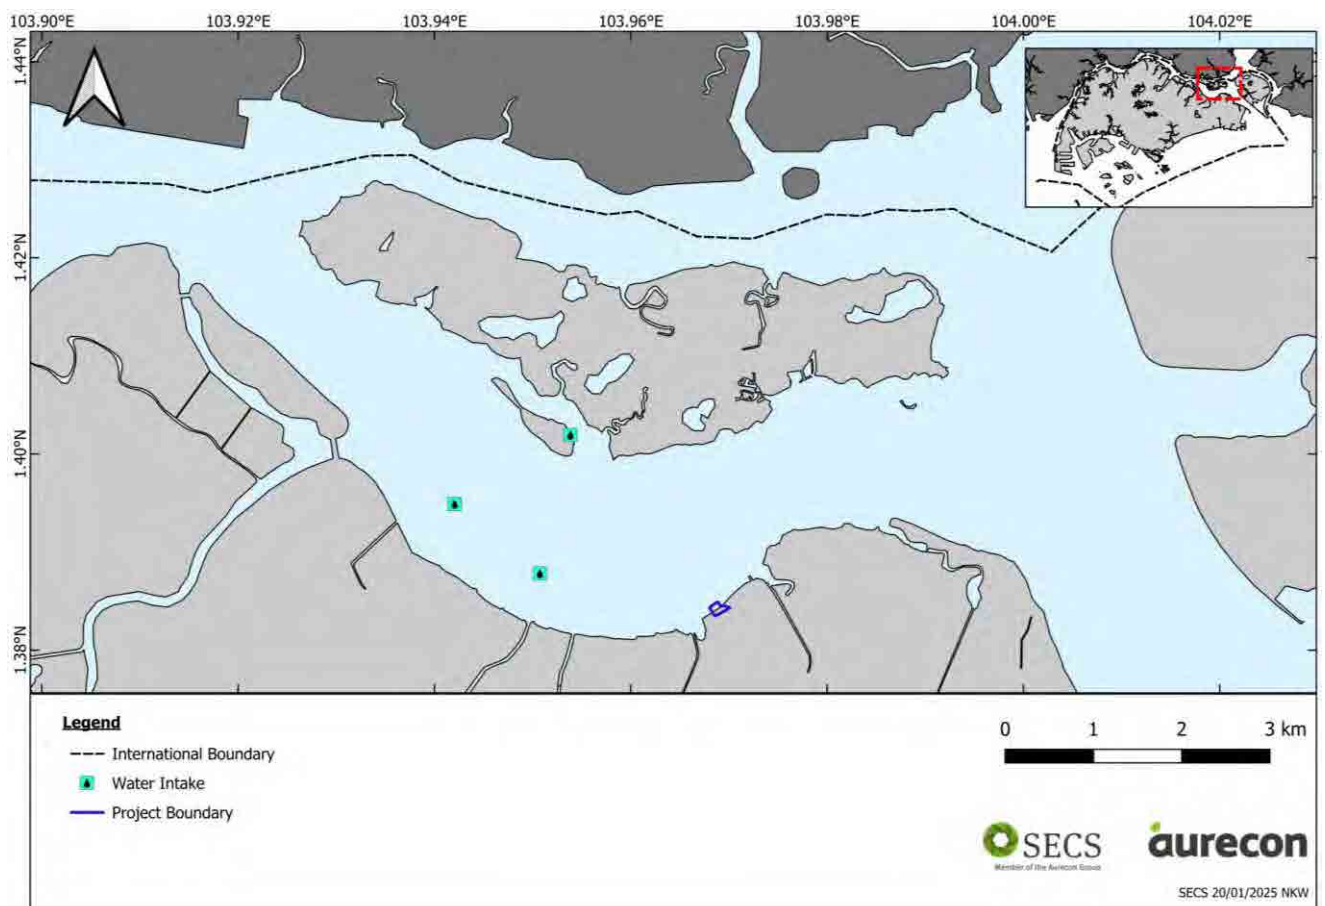 103.90°E 103.92°E 103.94°E 103.96°E 103.98°E 104.00°E 104.02°E
1.44°N
1.42°N
1.40°N
1.38°N
Legend
International Boundary
Water Intake
Project Boundary
0 1 2 3 km
SECS
Member of the Aurecon Group
aurecon
SECS 20/01/2025 NKW